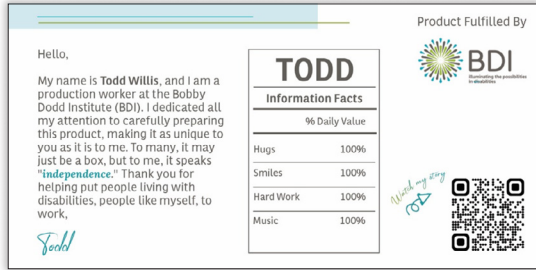 Product Fulfilled By
BDI
Illuminating the possibilities
in disabilities
Hello,
My name is Todd Willis, and I am a
production worker at the Bobby
Dodd Institute (BDI). I dedicated all
my attention to carefully preparing
this product, making it as unique to
you as it is to me. To many, it may
just be a box, but to me, it speaks
"independence." Thank you for
helping put people living with
disabilities, people like myself, to
work,
Todd
TODD
Information Facts
% Daily Value
Hugs 100%
Smiles 100%
Hard Work 100%
Music 100%
Watch my story